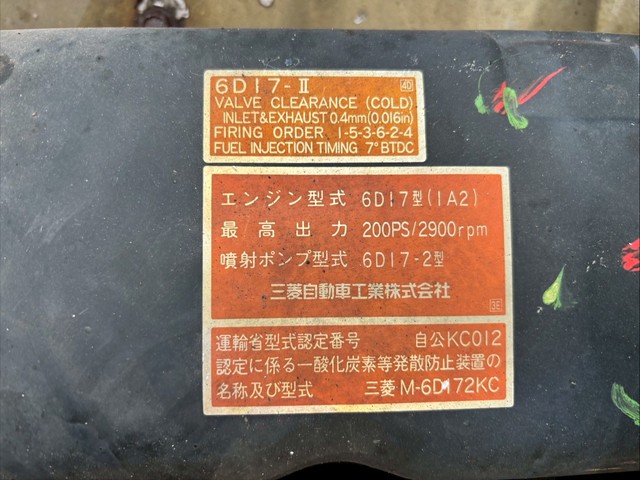 6D17-II 4D
VALVE CLEARANCE (COLD)
INLET&EXHAUST 0.4mm(0.016in)
FIRING ORDER 1-5-3-6-2-4
FUEL INJECTION TIMING 7°BTDC
エンジン型式 6D17型(1A2)
最高出力 200PS/2900rpm
噴射ポンプ型式 6D17-2型
三菱自動車工業株式会社
3E
運輸省型式認定番号 自公KC012
認定に係る一酸化炭素等発散防止装置の
名称及び型式 三菱M-6D172KC